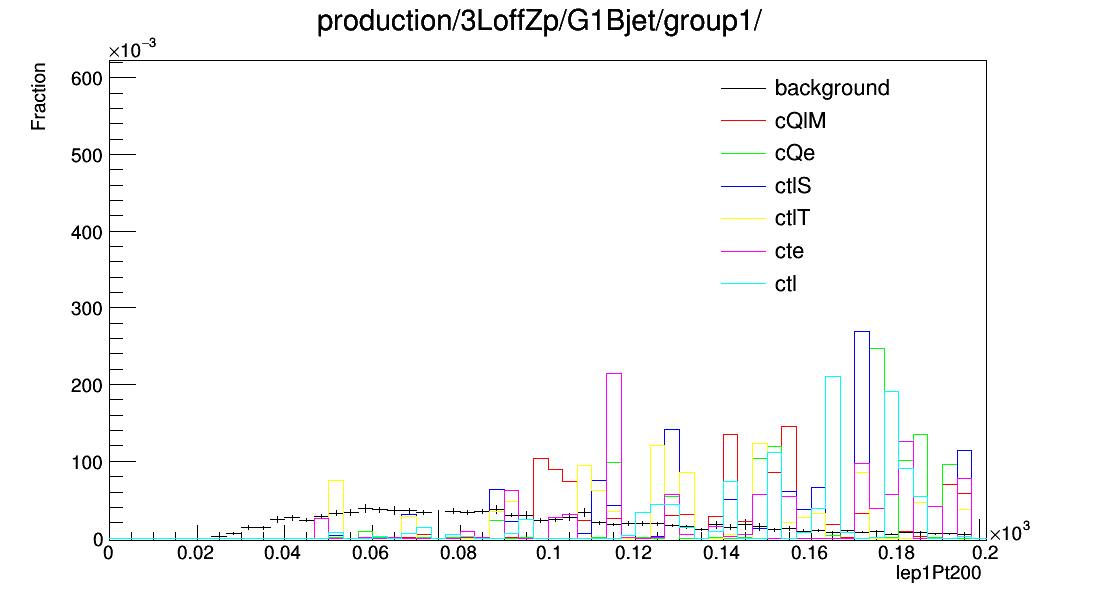 production/3LoffZp/G1Bjet/group1/
×10⁻³
Fraction
600
500
400
300
200
100
0
background
cQlM
cQe
ctlS
ctlT
cte
ctl
0 0.02 0.04 0.06 0.08 0.1 0.12 0.14 0.16 0.18 0.2
×10³
lep1Pt200